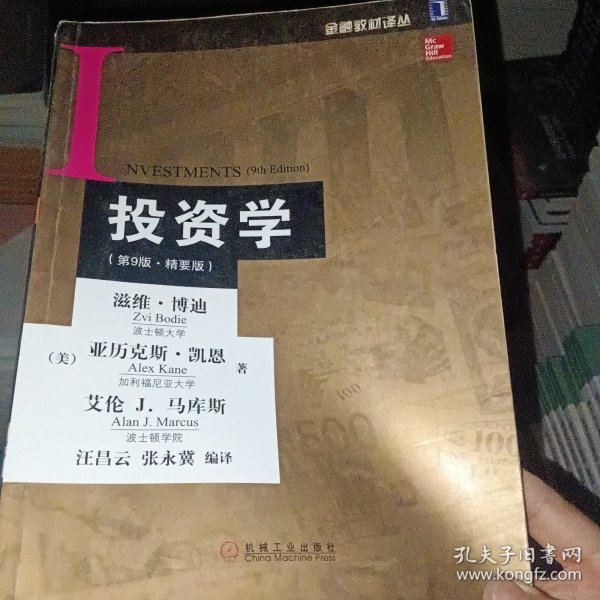 金融教材译丛
Mc
Graw
Hill
Education
INVESTMENTS (9th Edition)
投资学
(第9版·精要版)
滋维·博迪
Zvi Bodie
波士顿大学
(美) 亚历克斯·凯恩 著
Alex Kane
加利福尼亚大学
艾伦 J. 马库斯
Alan J. Marcus
波士顿学院
汪昌云 张永冀 编译
机械工业出版社
China Machine Press
孔夫子旧书网
www.kongfz.com